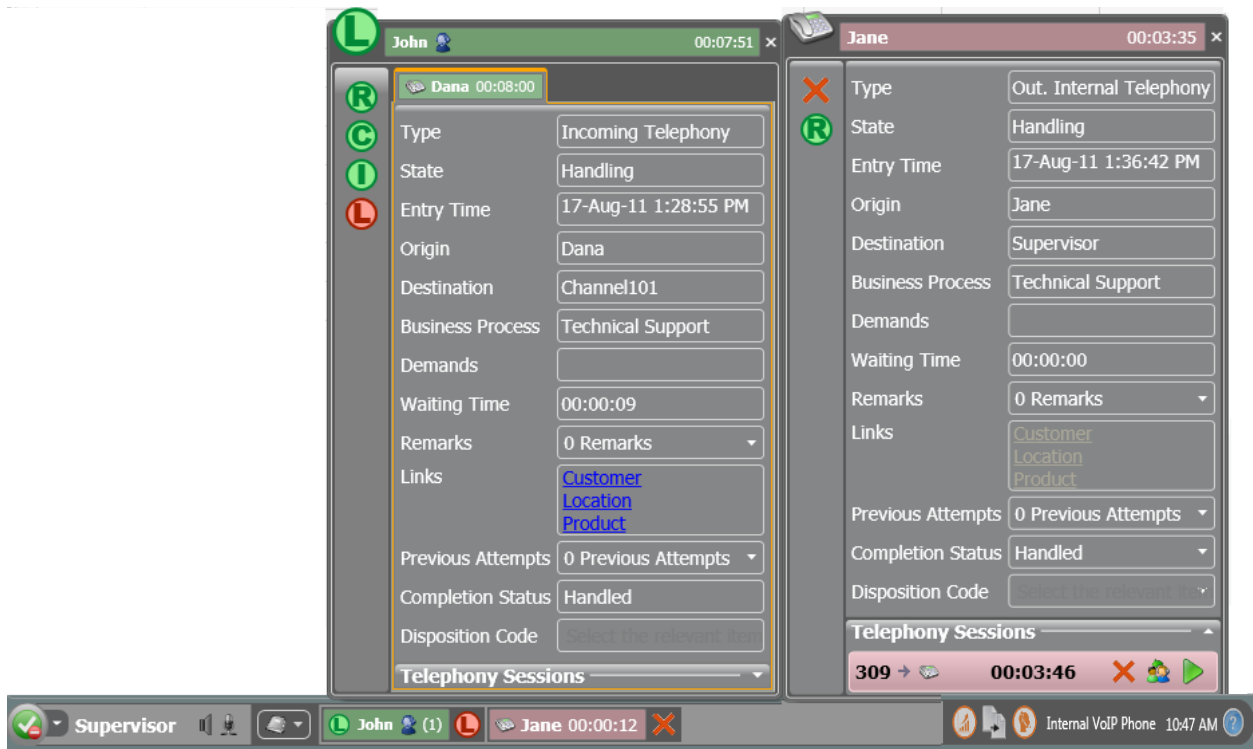 L
John 00:07:51 ×
Dana 00:08:00
R
C
I
L
Type Incoming Telephony
State Handling
Entry Time 17-Aug-11 1:28:55 PM
Origin Dana
Destination Channel101
Business Process Technical Support
Demands
Waiting Time 00:00:09
Remarks 0 Remarks
Links Customer
Location
Product
Previous Attempts 0 Previous Attempts
Completion Status Handled
Disposition Code Select the relevant item
Telephony Sessions
Jane 00:03:35 ×
R
Type Out. Internal Telephony
State Handling
Entry Time 17-Aug-11 1:36:42 PM
Origin Jane
Destination Supervisor
Business Process Technical Support
Demands
Waiting Time 00:00:00
Remarks 0 Remarks
Links Customer
Location
Product
Previous Attempts 0 Previous Attempts
Completion Status Handled
Disposition Code Select the relevant
Telephony Sessions
309 → 00:03:46
Supervisor L John (1) L Jane 00:00:12 Internal VoIP Phone 10:47 AM ?